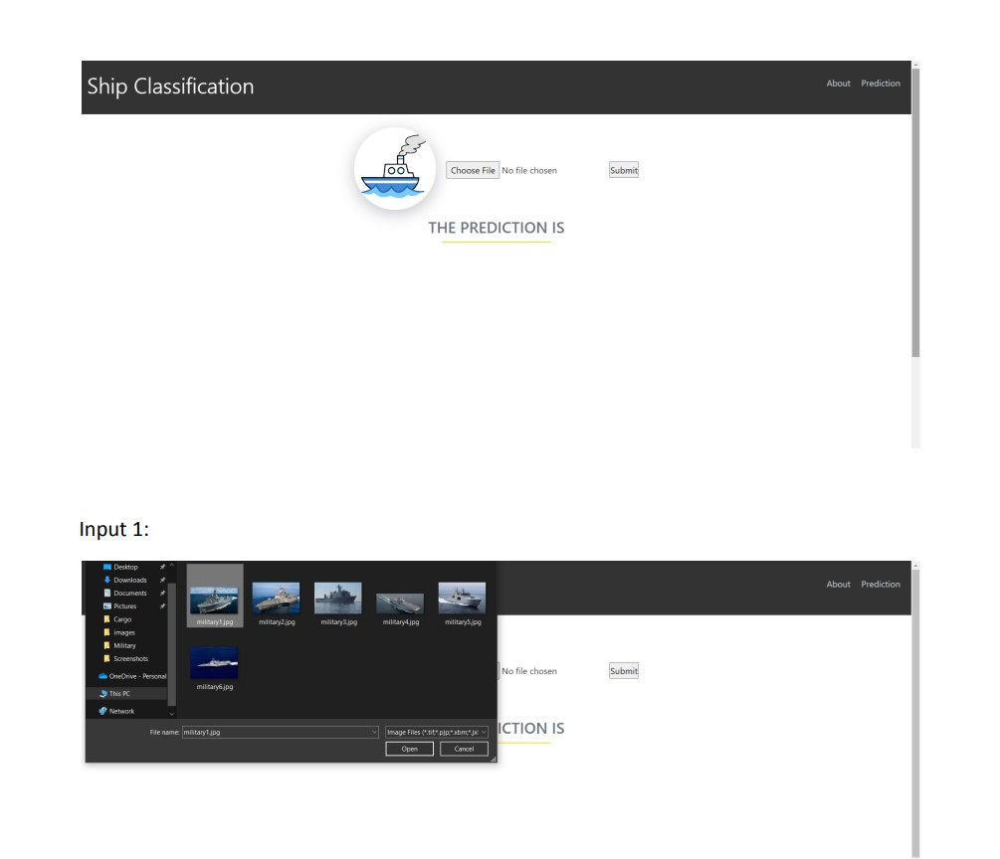 Ship Classification
About Prediction
Choose File No file chosen Submit
THE PREDICTION IS
Input 1:
Desktop
Downloads
Documents
Pictures
Cargo
images
Military
Screenshots
OneDrive - Personal
This PC
Network
military1.jpg military2.jpg military3.jpg military4.jpg military5.jpg
military6.jpg
File name: military1.jpg Image Files (*.tif;*.pjp;*.xbm;*.jxl
Open Cancel
About Prediction
No file chosen Submit
ICTION IS